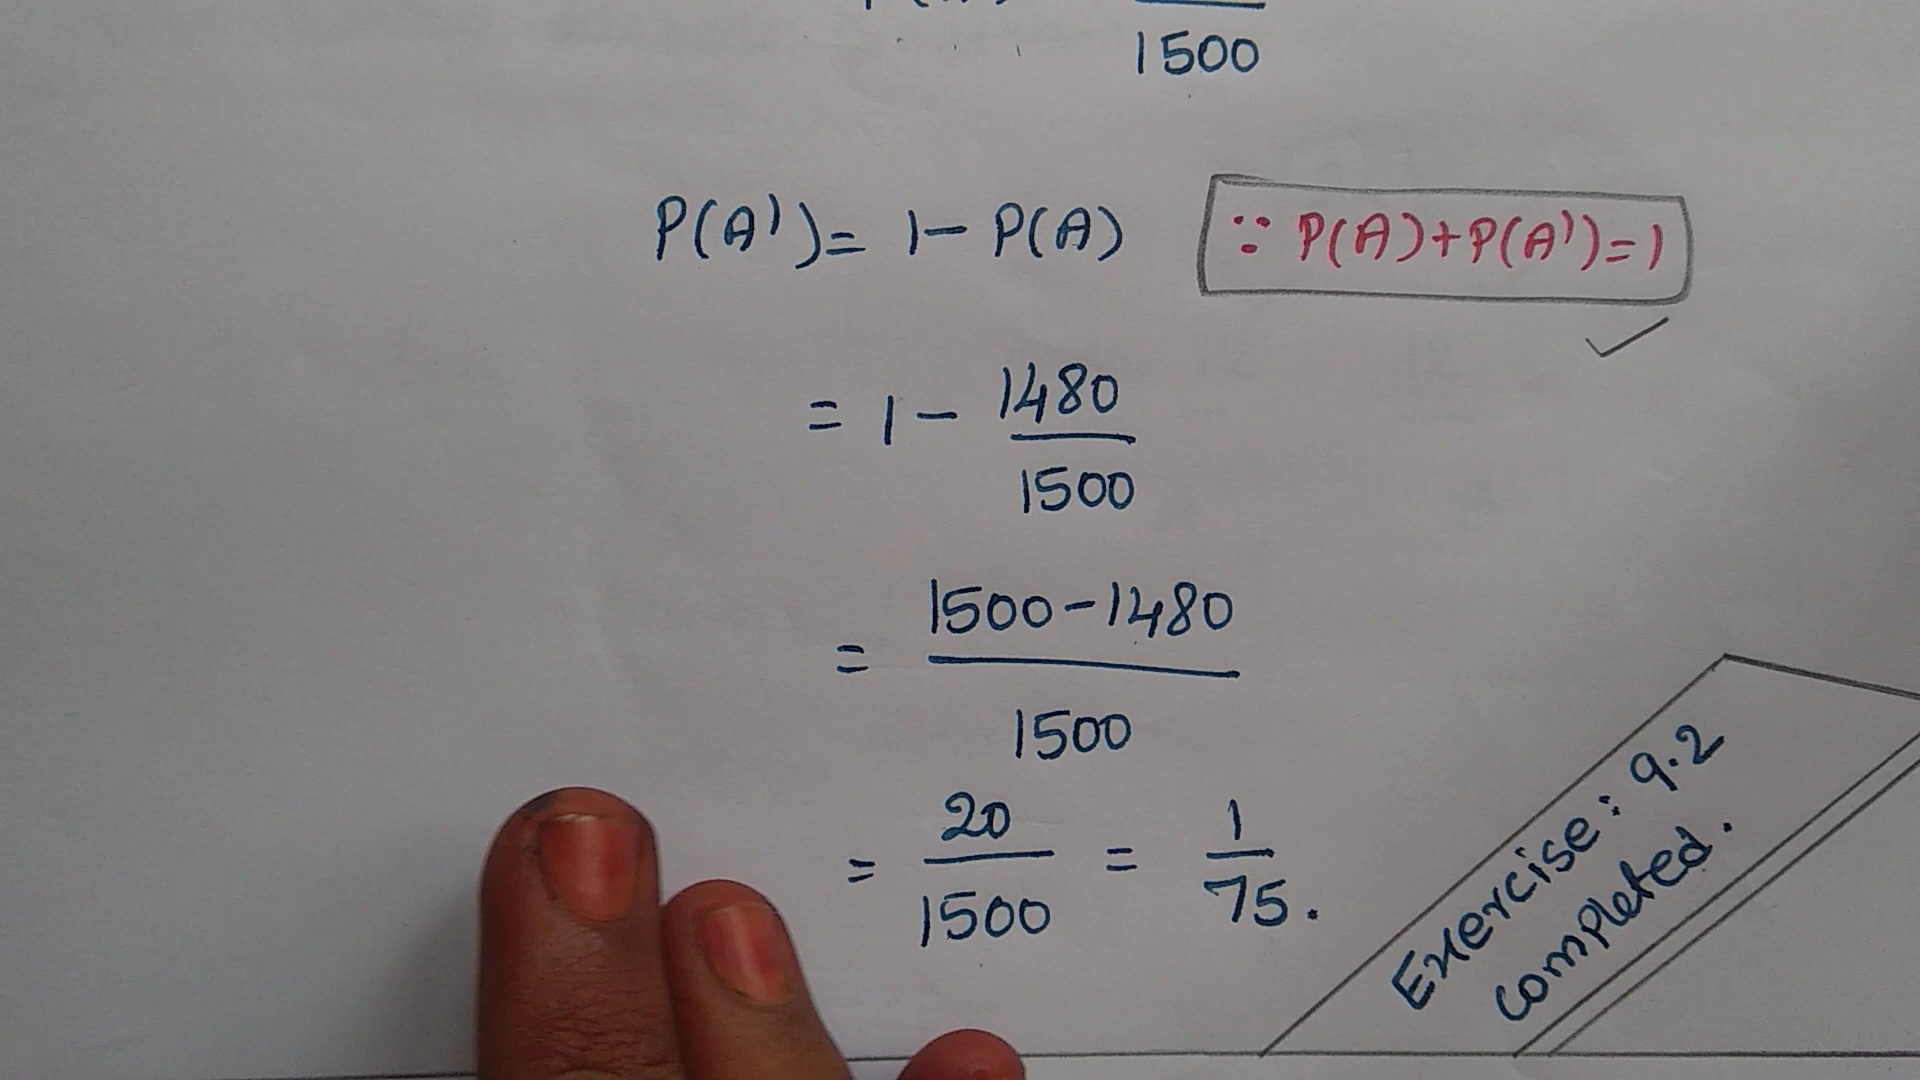 1500
P(A') = 1 - P(A)
∵ P(A) + P(A') = 1
= 1 - 1480/1500
= 1500 - 1480/1500
= 20/1500 = 1/75.
Exercise: 9.2
completed.